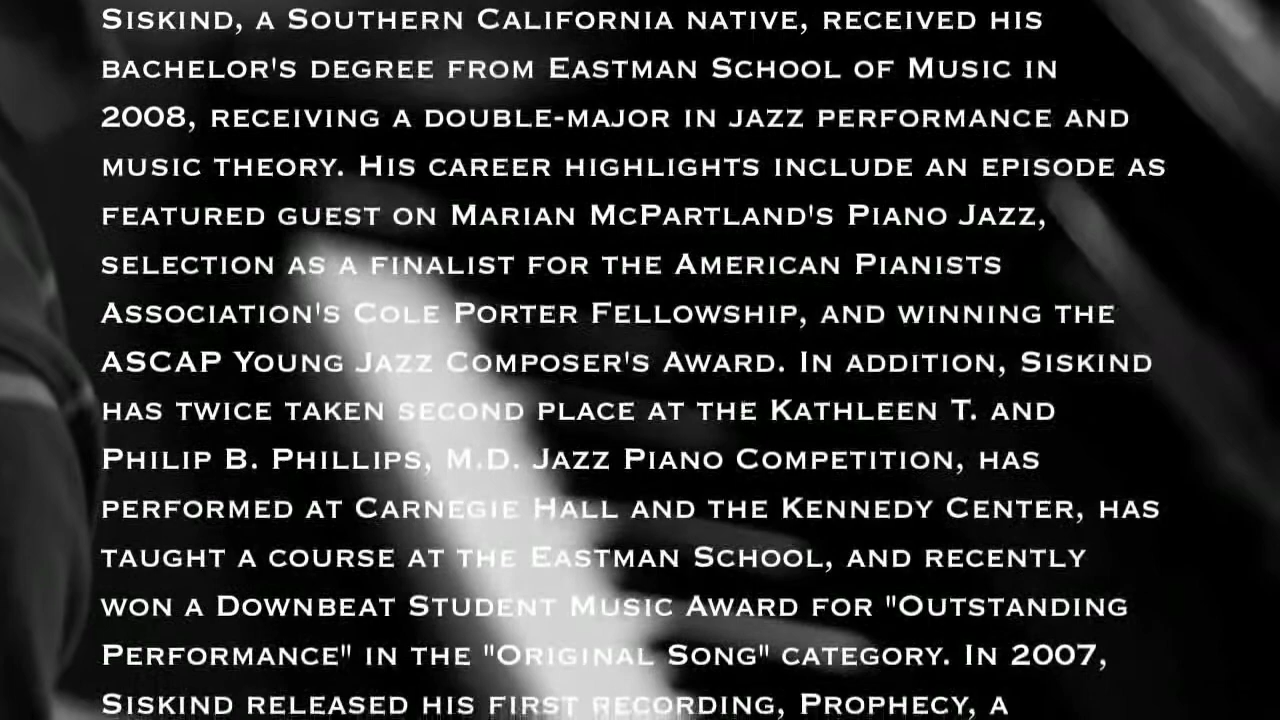 Siskind, a Southern California native, received his
bachelor's degree from Eastman School of Music in
2008, receiving a double-major in jazz performance and
music theory. His career highlights include an episode as
featured guest on Marian McPartland's Piano Jazz,
selection as a finalist for the American Pianists
Association's Cole Porter Fellowship, and winning the
ASCAP Young Jazz Composer's Award. In addition, Siskind
has twice taken second place at the Kathleen T. and
Philip B. Phillips, M.D. Jazz Piano Competition, has
performed at Carnegie Hall and the Kennedy Center, has
taught a course at the Eastman School, and recently
won a Downbeat Student Music Award for "Outstanding
Performance" in the "Original Song" category. In 2007,
Siskind released his first recording, Prophecy, a